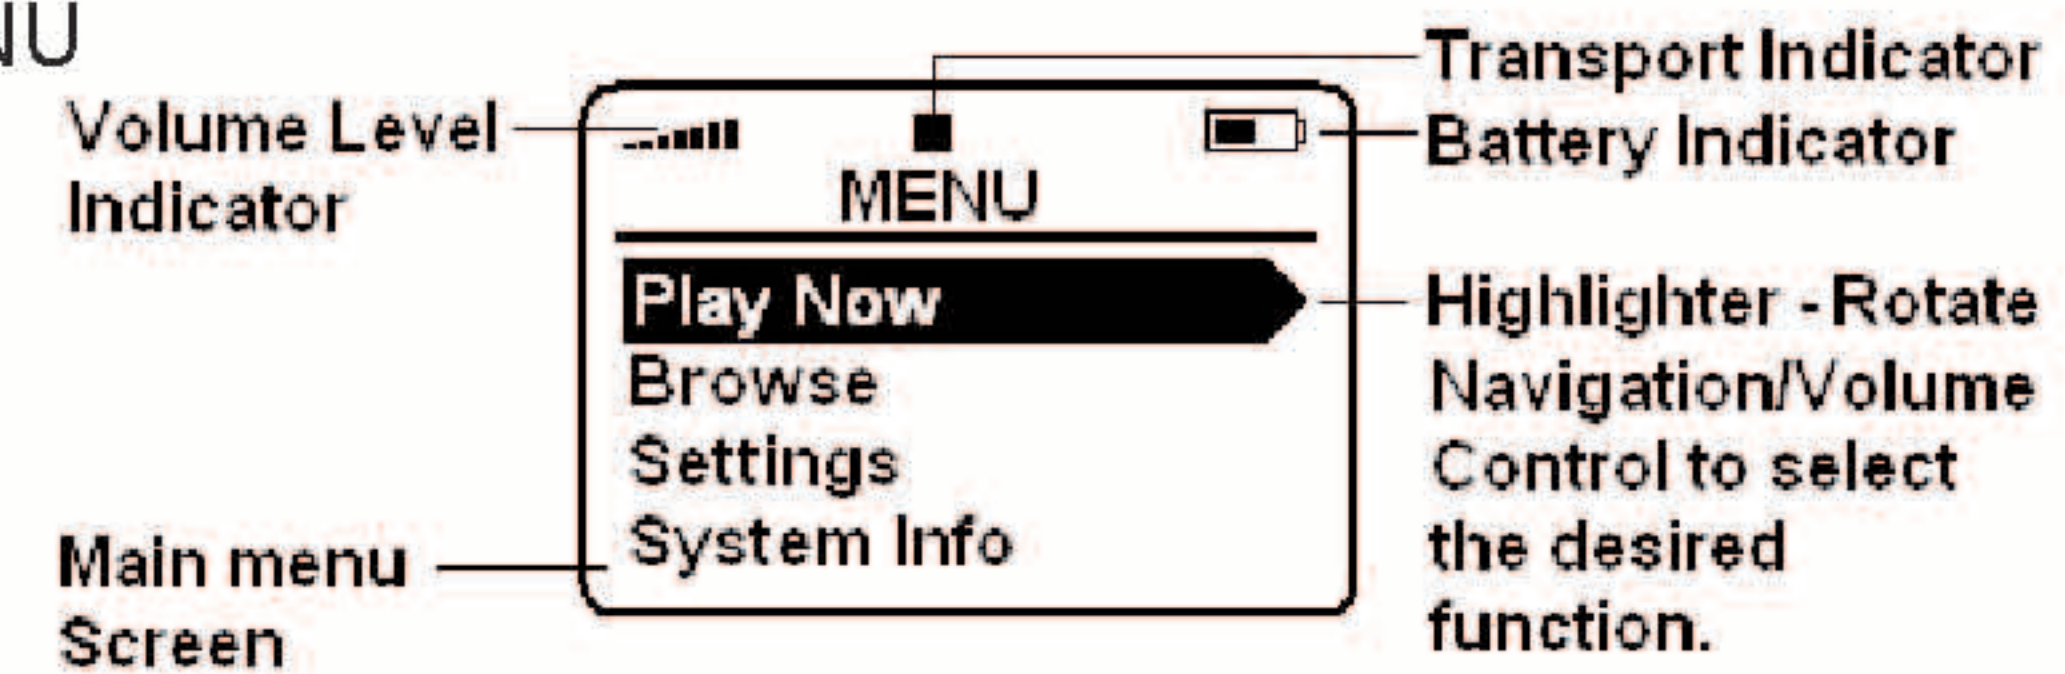 NU
Volume Level
Indicator
Main menu
Screen
MENU
Play Now
Browse
Settings
System Info
Transport Indicator
Battery Indicator
Highlighter - Rotate
Navigation/Volume
Control to select
the desired
function.